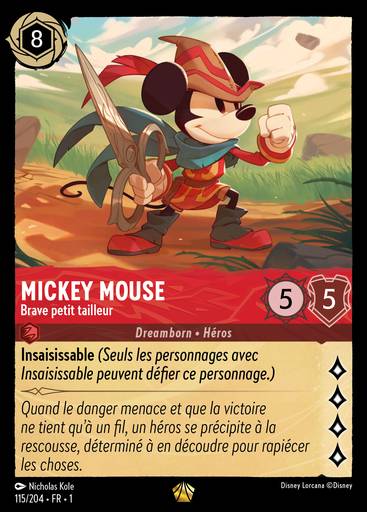 8
MICKEY MOUSE
Brave petit tailleur
5
5
Dreamborn • Héros
Insaisissable (Seuls les personnages avec
Insaisissable peuvent défier ce personnage.)
Quand le danger menace et que la victoire
ne tient qu'à un fil, un héros se précipite à la
rescousse, déterminé à en découdre pour rapiécer
les choses.
Nicholas Kole
115/204 • FR • 1
Disney Lorcana ©Disney